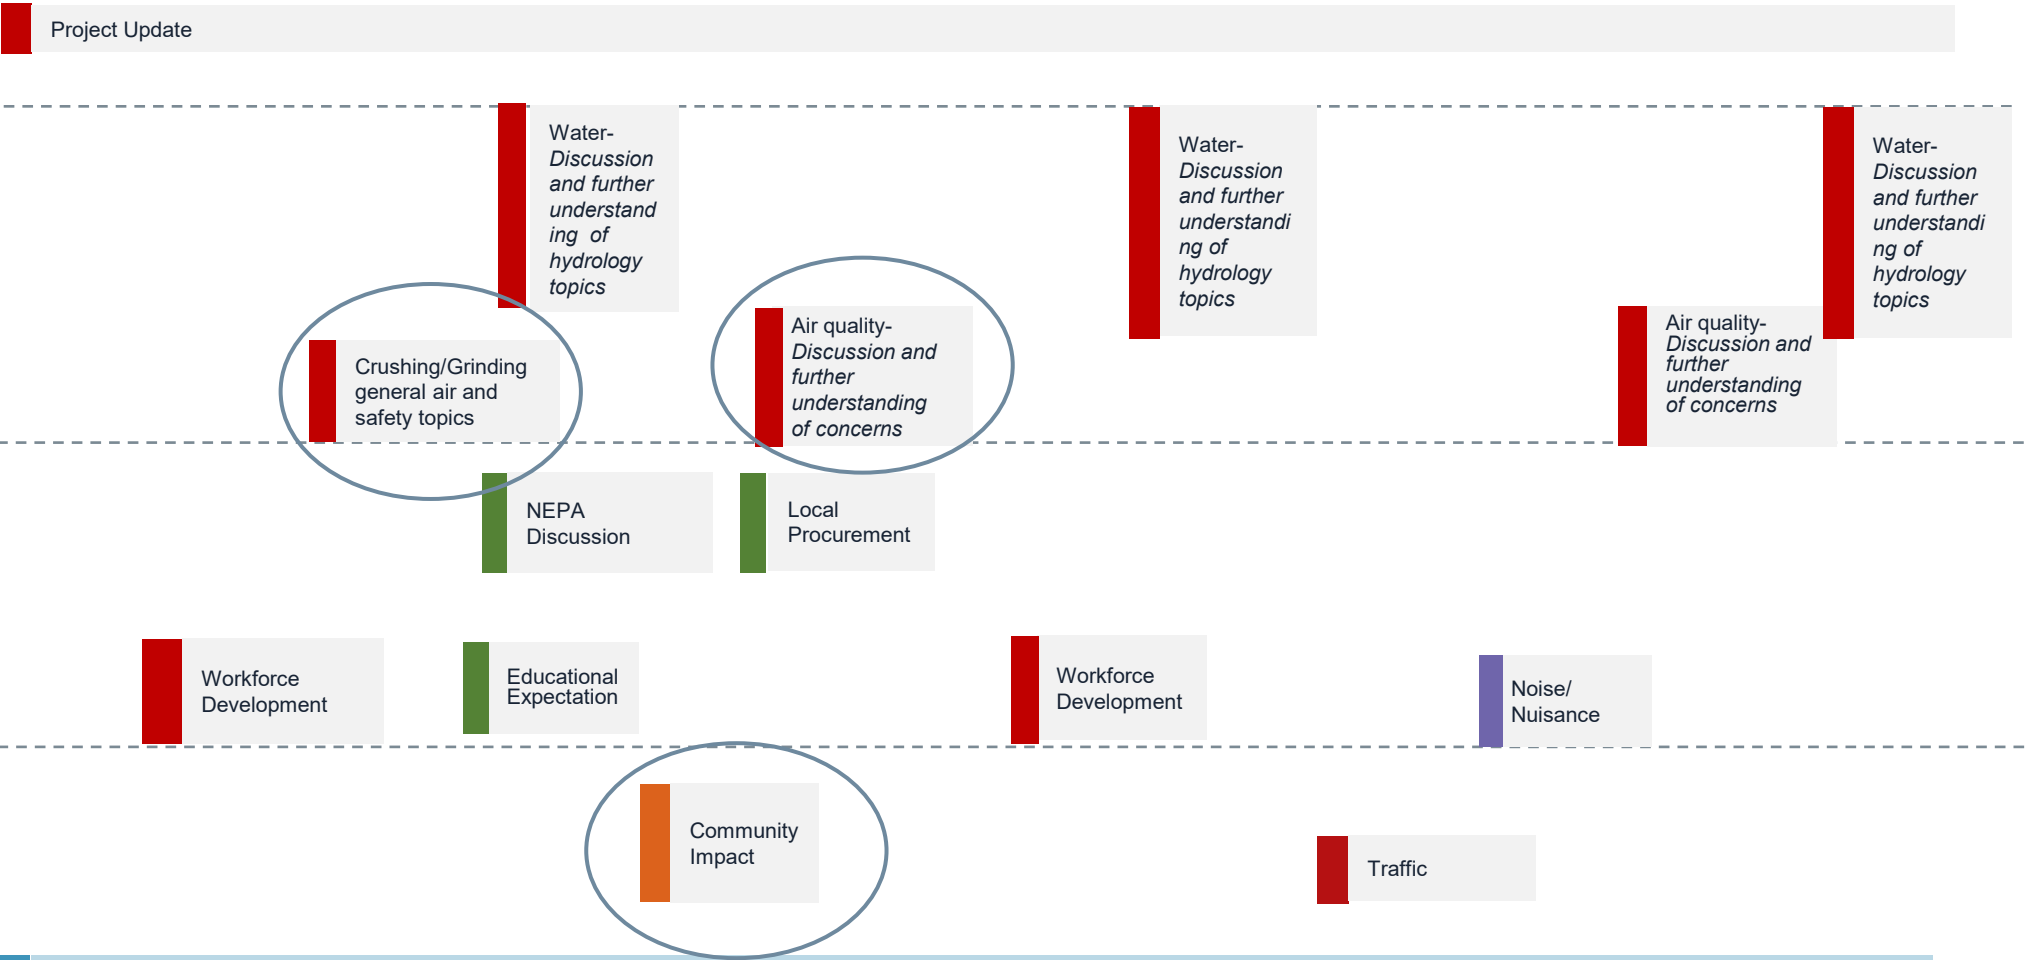 Project Update
Water-
Discussion
and further
understand
ing of
hydrology
topics
Water-
Discussion
and further
understandi
ng of
hydrology
topics
Water-
Discussion
and further
understandi
ng of
hydrology
topics
Crushing/Grinding
general air and
safety topics
Air quality-
Discussion and
further
understanding
of concerns
Air quality-
Discussion and
further
understanding
of concerns
NEPA
Discussion
Local
Procurement
Workforce
Development
Educational
Expectation
Workforce
Development
Noise/
Nuisance
Community
Impact
Traffic